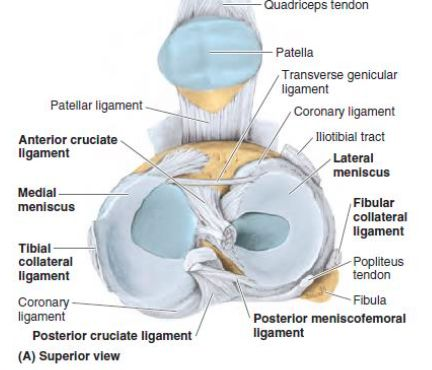 Quadriceps tendon
Patella
Transverse genicular
ligament
Patellar ligament
Coronary ligament
Iliotibial tract
Anterior cruciate
ligament
Lateral
meniscus
Medial
meniscus
Fibular
collateral
ligament
Tibial
collateral
ligament
Popliteus
tendon
Coronary
ligament
Fibula
Posterior cruciate ligament
Posterior meniscofemoral
ligament
(A) Superior view